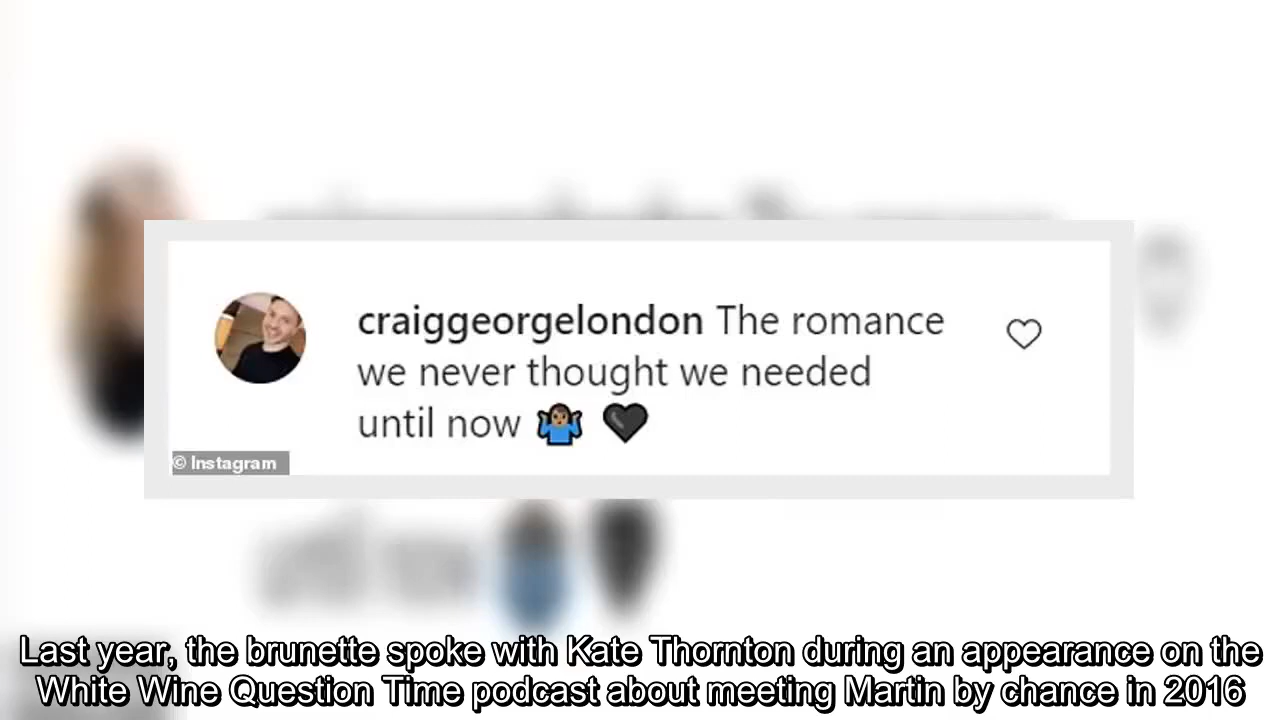 craiggeorgelondon The romance
we never thought we needed
until now 🤷🏽‍♂️ 🖤
© Instagram
Last year, the brunette spoke with Kate Thornton during an appearance on the
White Wine Question Time podcast about meeting Martin by chance in 2016